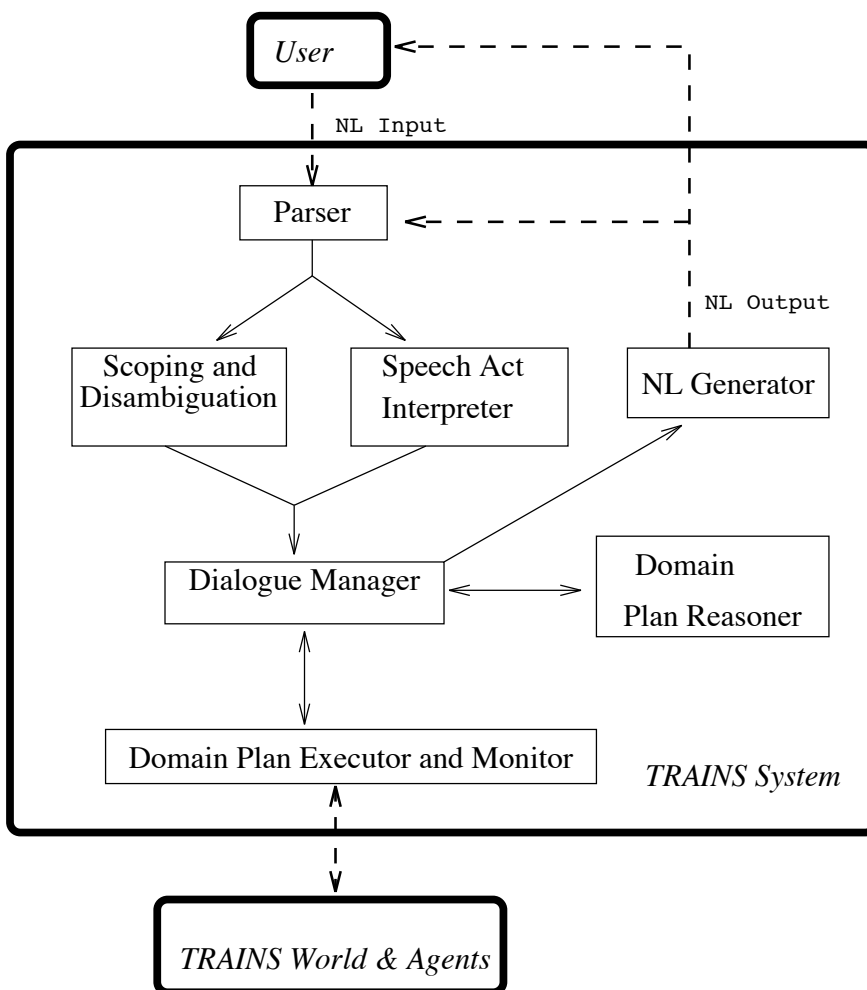 User
NL Input
Parser
NL Output
Scoping and
Disambiguation
Speech Act
Interpreter
NL Generator
Dialogue Manager
Domain
Plan Reasoner
Domain Plan Executor and Monitor
TRAINS System
TRAINS World & Agents